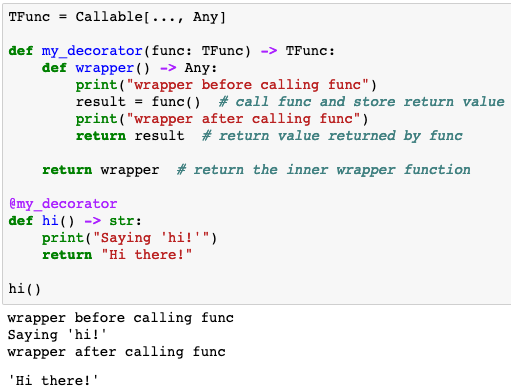 TFunc = Callable[..., Any]
def my_decorator(func: TFunc) -> TFunc:
    def wrapper() -> Any:
        print("wrapper before calling func")
        result = func()  # call func and store return value
        print("wrapper after calling func")
        return result  # return value returned by func
    return wrapper  # return the inner wrapper function
@my_decorator
def hi() -> str:
    print("Saying 'hi!'")
    return "Hi there!"
hi()
wrapper before calling func
Saying 'hi!'
wrapper after calling func
'Hi there!'